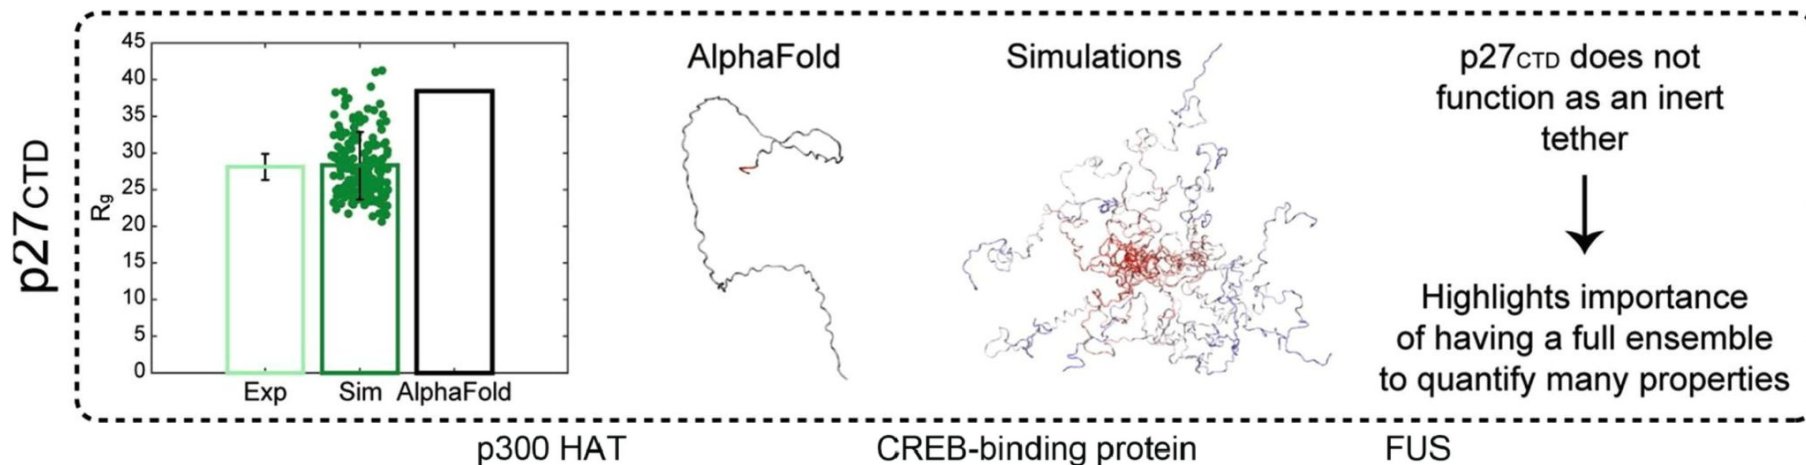 p27CTD
45
40
35
30
25
20
15
10
5
0
Rg
Exp Sim AlphaFold
AlphaFold
Simulations
p27CTD does not
function as an inert
tether
Highlights importance
of having a full ensemble
to quantify many properties
p300 HAT CREB-binding protein FUS